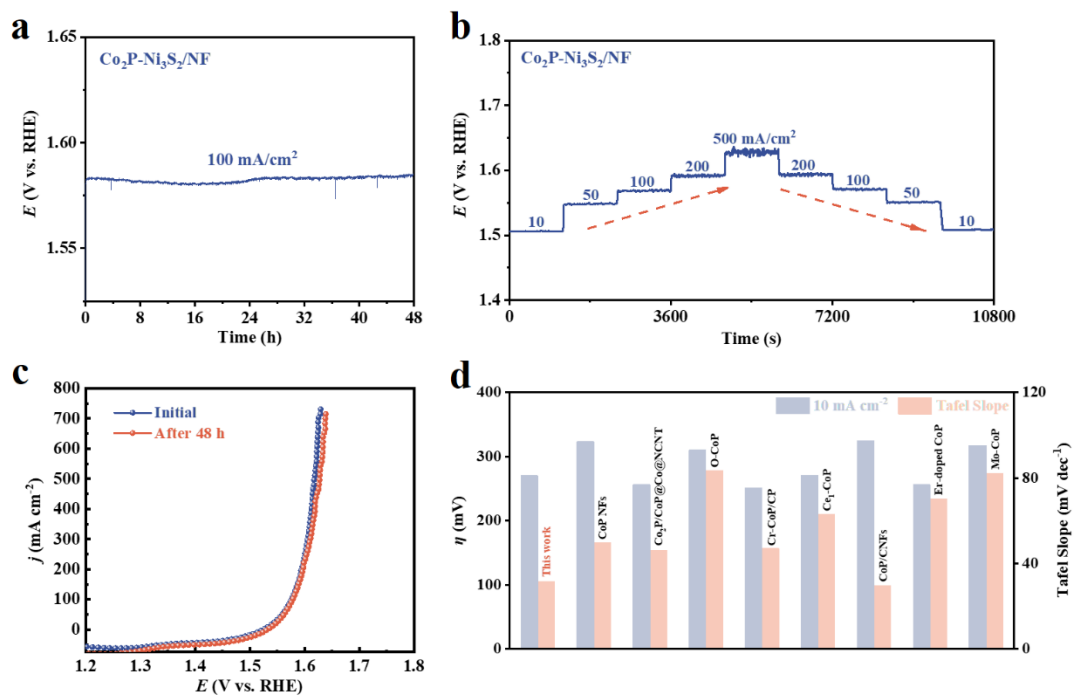 a
Co₂P-Ni₃S₂/NF
100 mA/cm²
E (V vs. RHE)
1.65
1.60
1.55
0 8 16 24 32 40 48
Time (h)
b
Co₂P-Ni₃S₂/NF
500 mA/cm²
200 200
100 100
50 50
10 10
E (V vs. RHE)
1.8
1.7
1.6
1.5
1.4
0 3600 7200 10800
Time (s)
c
Initial
After 48 h
j (mA cm⁻²)
800
700
600
500
400
300
200
100
0
1.2 1.3 1.4 1.5 1.6 1.7 1.8
E (V vs. RHE)
d
10 mA cm⁻² Tafel Slope
η (mV)
400
300
200
100
0
This work
CoP NFs
Co₂P/CoP@Co@NCNT
O-CoP
Cr-CoP/CP
Ce₁-CoP
CoP/CNFs
Er-doped CoP
Mo-CoP
120
80
40
0
Tafel Slope (mV dec⁻¹)